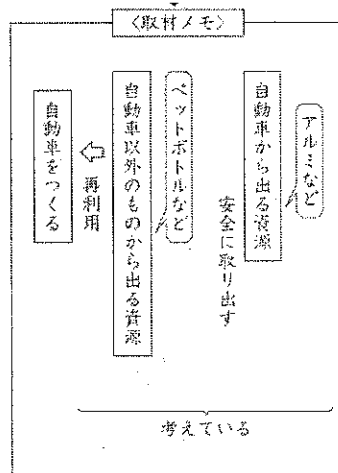 〈取材メモ〉
アルミなど
自動車から出る資源
安全に取り出す
ペットボトルなど
自動車以外のものから出る資源
再利用
自動車をつくる
考えている